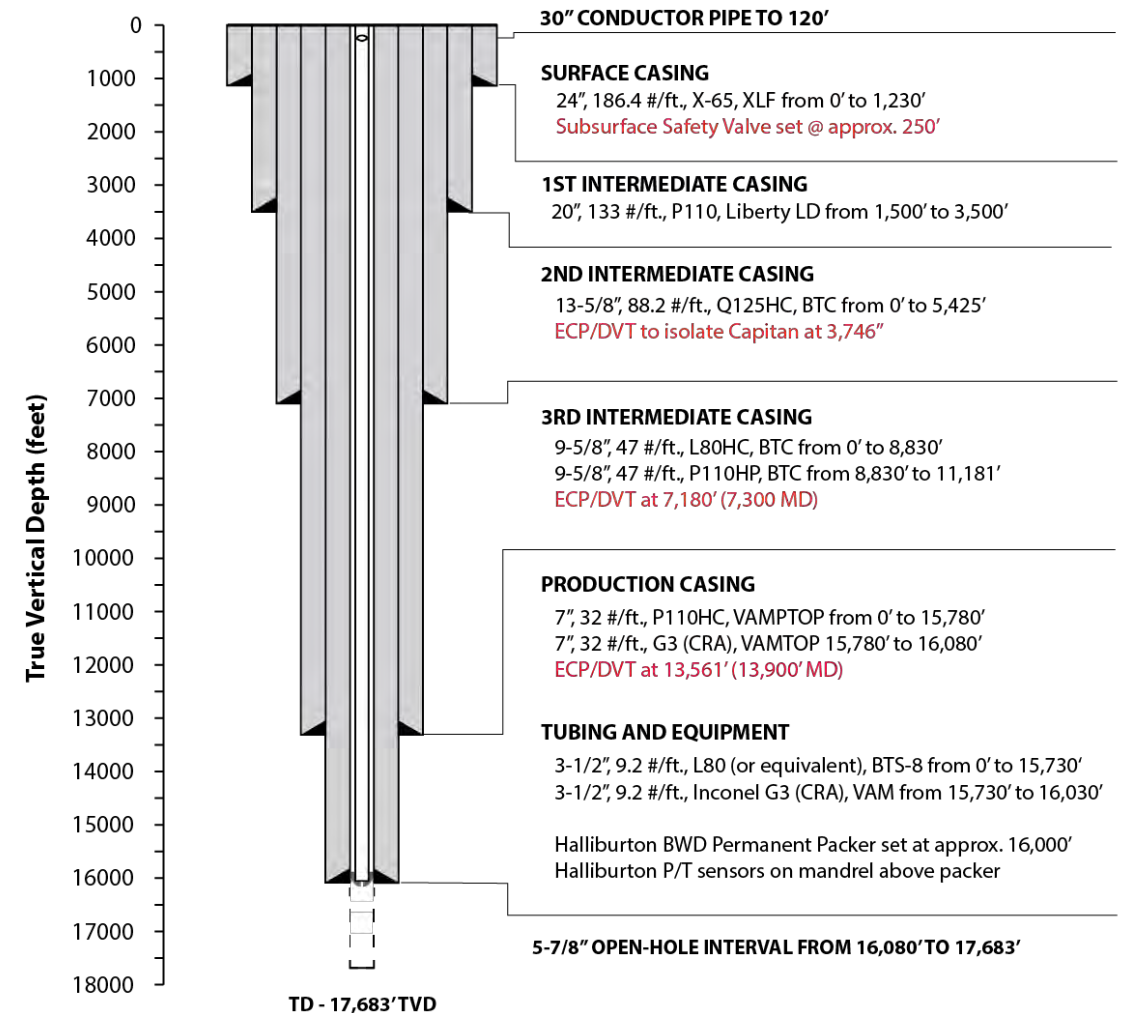 30” CONDUCTOR PIPE TO 120’
SURFACE CASING
24”, 186.4 #/ft., X-65, XLF from 0’ to 1,230’
Subsurface Safety Valve set @ approx. 250’
1ST INTERMEDIATE CASING
20”, 133 #/ft., P110, Liberty LD from 1,500’ to 3,500’
2ND INTERMEDIATE CASING
13-5/8”, 88.2 #/ft., Q125HC, BTC from 0’ to 5,425’
ECP/DVT to isolate Capitan at 3,746”
3RD INTERMEDIATE CASING
9-5/8”, 47 #/ft., L80HC, BTC from 0’ to 8,830’
9-5/8”, 47 #/ft., P110HP, BTC from 8,830’ to 11,181’
ECP/DVT at 7,180’ (7,300 MD)
PRODUCTION CASING
7”, 32 #/ft., P110HC, VAMPTOP from 0’ to 15,780’
7”, 32 #/ft., G3 (CRA), VAMTOP 15,780’ to 16,080’
ECP/DVT at 13,561’ (13,900’ MD)
TUBING AND EQUIPMENT
3-1/2”, 9.2 #/ft., L80 (or equivalent), BTS-8 from 0’ to 15,730‘
3-1/2”, 9.2 #/ft., Inconel G3 (CRA), VAM from 15,730’ to 16,030’
Halliburton BWD Permanent Packer set at approx. 16,000’
Halliburton P/T sensors on mandrel above packer
5-7/8” OPEN-HOLE INTERVAL FROM 16,080’ TO 17,683’
True Vertical Depth (feet)
0
1000
2000
3000
4000
5000
6000
7000
8000
9000
10000
11000
12000
13000
14000
15000
16000
17000
18000
TD - 17,683’ TVD